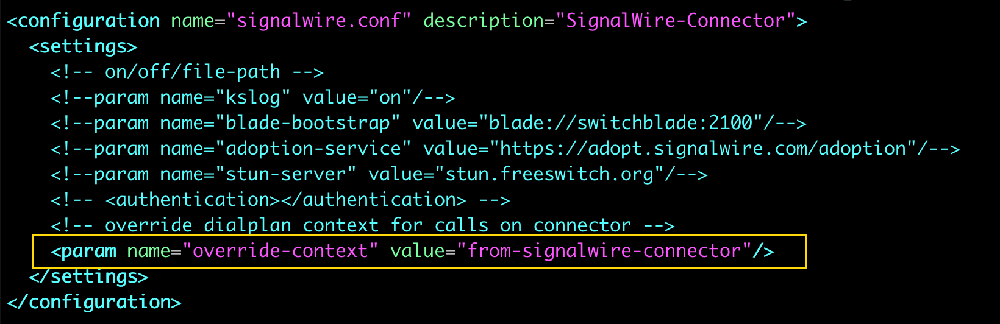 <configuration name="signalwire.conf" description="SignalWire-Connector">
<settings>
<!-- on/off/file-path -->
<!--param name="kslog" value="on"/-->
<!--param name="blade-bootstrap" value="blade://switchblade:2100"/-->
<!--param name="adoption-service" value="https://adopt.signalwire.com/adoption"/-->
<!--param name="stun-server" value="stun.freeswitch.org"/-->
<!-- <authentication></authentication> -->
<!-- override dialplan context for calls on connector -->
<param name="override-context" value="from-signalwire-connector"/>
</settings>
</configuration>